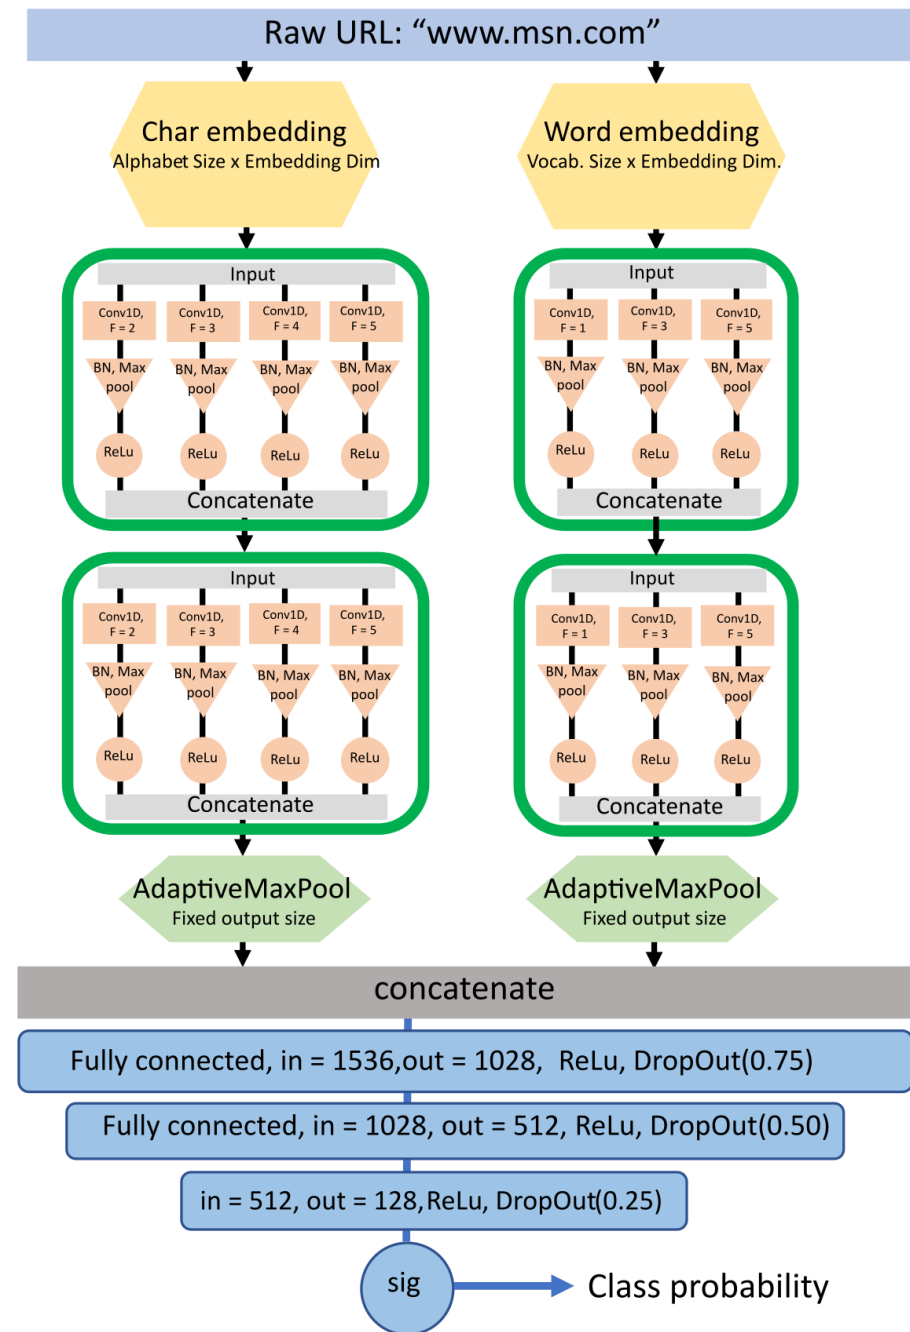 Raw URL: “www.msn.com”
Char embedding
Alphabet Size x Embedding Dim
Word embedding
Vocab. Size x Embedding Dim.
Input
Conv1D,
F = 2
Conv1D,
F = 3
Conv1D,
F = 4
Conv1D,
F = 5
BN, Max
pool
BN, Max
pool
BN, Max
pool
BN, Max
pool
ReLu
ReLu
ReLu
ReLu
Concatenate
Input
Conv1D,
F = 1
Conv1D,
F = 3
Conv1D,
F = 5
BN, Max
pool
BN, Max
pool
BN, Max
pool
ReLu
ReLu
ReLu
Concatenate
Input
Conv1D,
F = 2
Conv1D,
F = 3
Conv1D,
F = 4
Conv1D,
F = 5
BN, Max
pool
BN, Max
pool
BN, Max
pool
BN, Max
pool
ReLu
ReLu
ReLu
ReLu
Concatenate
Input
Conv1D,
F = 1
Conv1D,
F = 3
Conv1D,
F = 5
BN, Max
pool
BN, Max
pool
BN, Max
pool
ReLu
ReLu
ReLu
Concatenate
AdaptiveMaxPool
Fixed output size
AdaptiveMaxPool
Fixed output size
concatenate
Fully connected, in = 1536,out = 1028, ReLu, DropOut(0.75)
Fully connected, in = 1028, out = 512, ReLu, DropOut(0.50)
in = 512, out = 128,ReLu, DropOut(0.25)
sig
Class probability